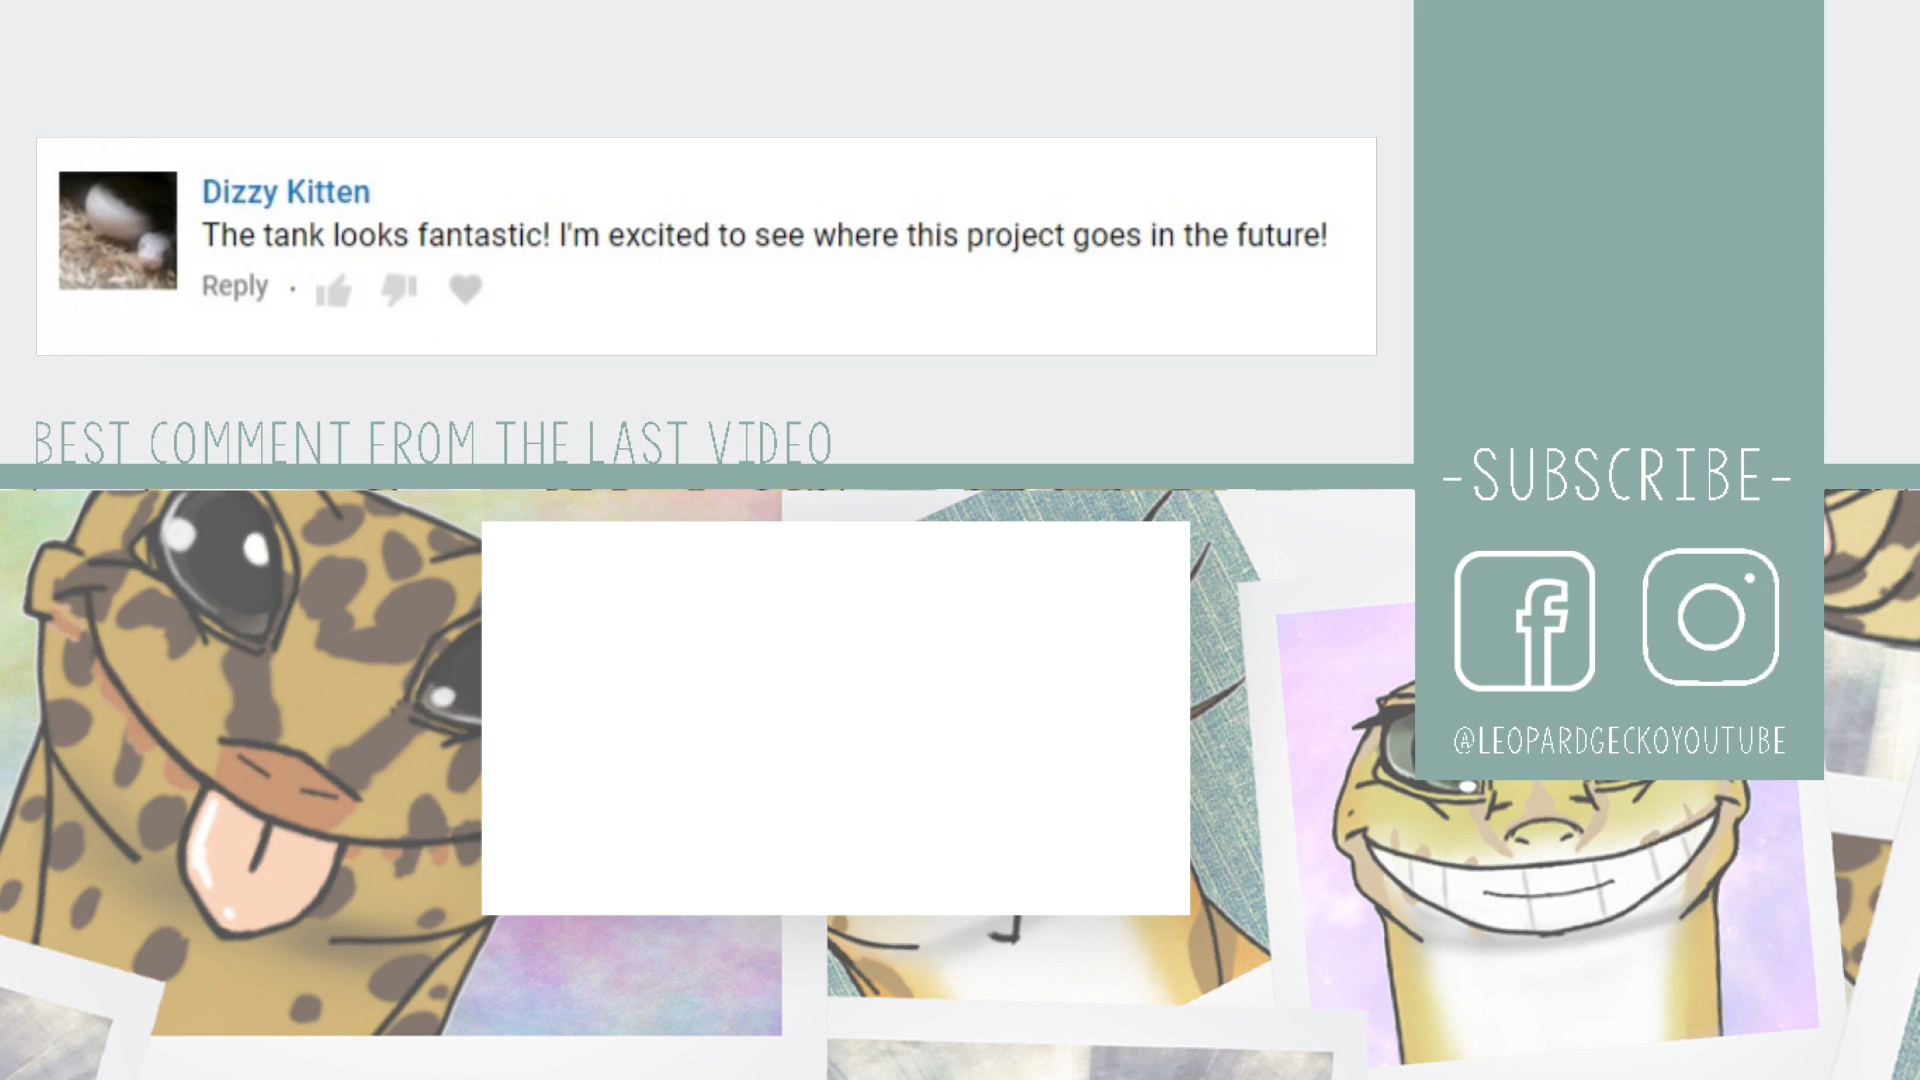 Dizzy Kitten
The tank looks fantastic! I'm excited to see where this project goes in the future!
Reply
BEST COMMENT FROM THE LAST VIDEO
-SUBSCRIBE-
@LEOPARDGECKOYOUTUBE